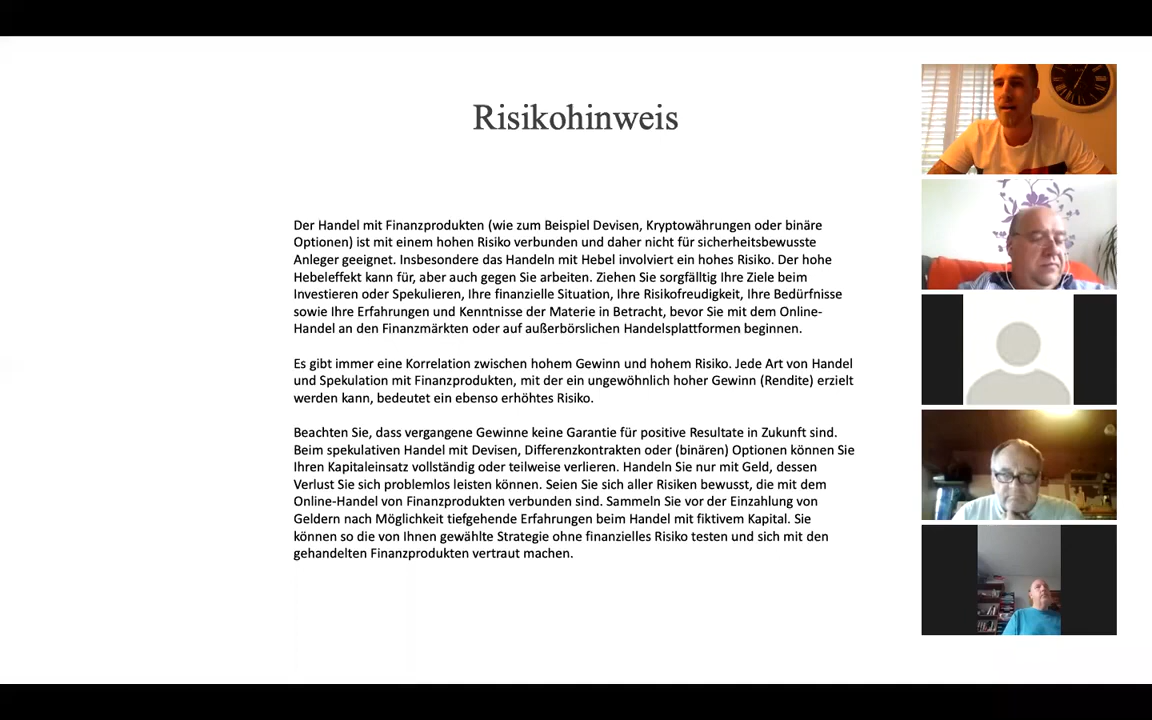 Risikohinweis
Der Handel mit Finanzprodukten (wie zum Beispiel Devisen, Kryptowährungen oder binäre
Optionen) ist mit einem hohen Risiko verbunden und daher nicht für sicherheitsbewusste
Anleger geeignet. Insbesondere das Handeln mit Hebel involviert ein hohes Risiko. Der hohe
Hebeleffekt kann für, aber auch gegen Sie arbeiten. Ziehen Sie sorgfälltig Ihre Ziele beim
Investieren oder Spekulieren, Ihre finanzielle Situation, Ihre Risikofreudigkeit, Ihre Bedürfnisse
sowie Ihre Erfahrungen und Kenntnisse der Materie in Betracht, bevor Sie mit dem Online-
Handel an den Finanzmärkten oder auf außerbörslichen Handelsplattformen beginnen.
Es gibt immer eine Korrelation zwischen hohem Gewinn und hohem Risiko. Jede Art von Handel
und Spekulation mit Finanzprodukten, mit der ein ungewöhnlich hoher Gewinn (Rendite) erzielt
werden kann, bedeutet ein ebenso erhöhtes Risiko.
Beachten Sie, dass vergangene Gewinne keine Garantie für positive Resultate in Zukunft sind.
Beim spekulativen Handel mit Devisen, Differenzkontrakten oder (binären) Optionen können Sie
Ihren Kapitaleinsatz vollständig oder teilweise verlieren. Handeln Sie nur mit Geld, dessen
Verlust Sie sich problemlos leisten können. Seien Sie sich aller Risiken bewusst, die mit dem
Online-Handel von Finanzprodukten verbunden sind. Sammeln Sie vor der Einzahlung von
Geldern nach Möglichkeit tiefgehende Erfahrungen beim Handel mit fiktivem Kapital. Sie
können so die von Ihnen gewählte Strategie ohne finanzielles Risiko testen und sich mit den
gehandelten Finanzprodukten vertraut machen.